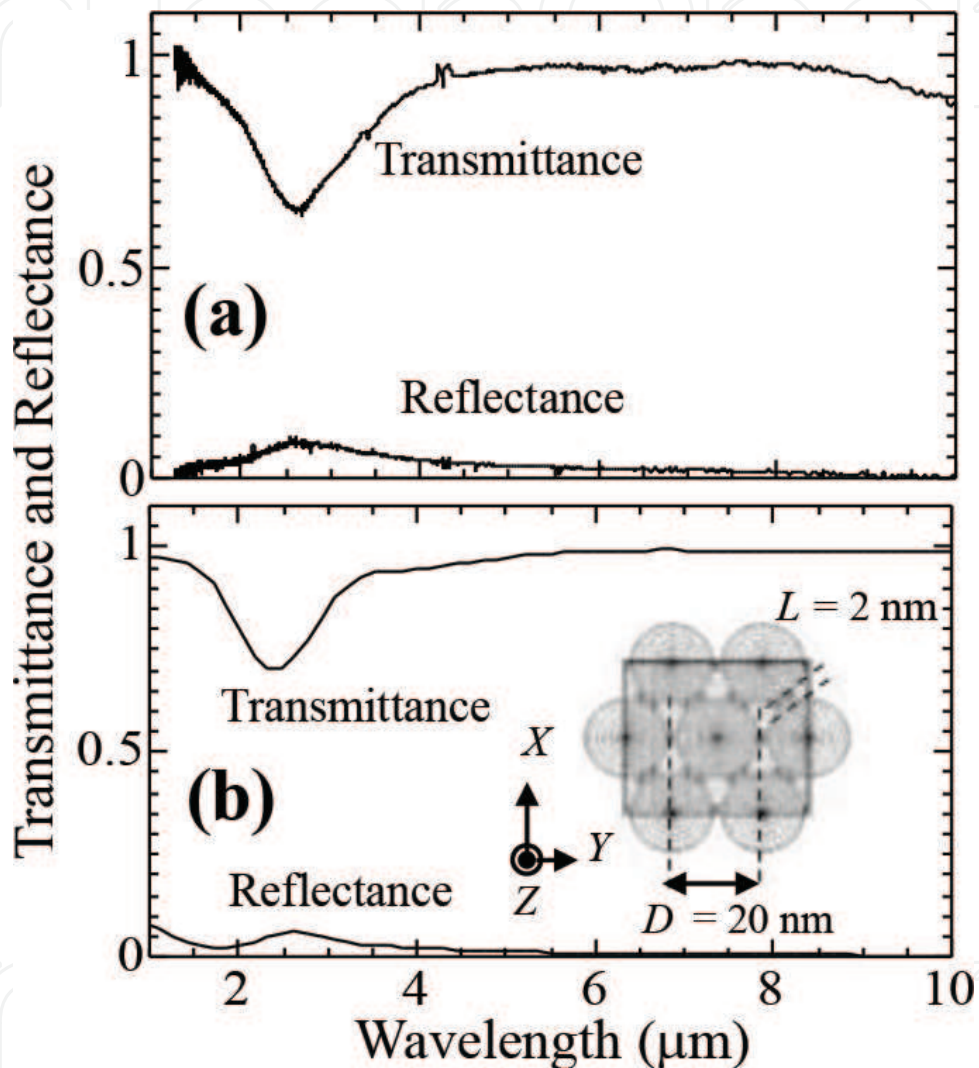 Transmittance and Reflectance
1
0.5
0
Transmittance
(a)
Reflectance
1
0.5
0
L = 2 nm
Transmittance
X
(b)
Y
Reflectance
Z
D = 20 nm
2 4 6 8 10
Wavelength (μm)